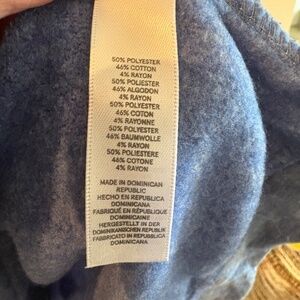 50% POLYESTER
46% COTTON
4% RAYON
50% POLIESTER
46% ALGODON
4% RAYON
50% POLYESTER
46% COTON
4% RAYONNE
50% POLYESTER
46% BAUMWOLLE
4% RAYON
50% POLIESTERE
46% COTONE
4% RAYON
MADE IN DOMINICAN
REPUBLIC
HECHO EN REPUBLICA
DOMINICANA
FABRIQUÉ EN RÉPUBLIQUE
DOMINICAINE
HERGESTELLT IN DER
DOMINIKANISCHEN REPUBLIK
FABBRICATO IN REPUBBLICA
DOMINICANA